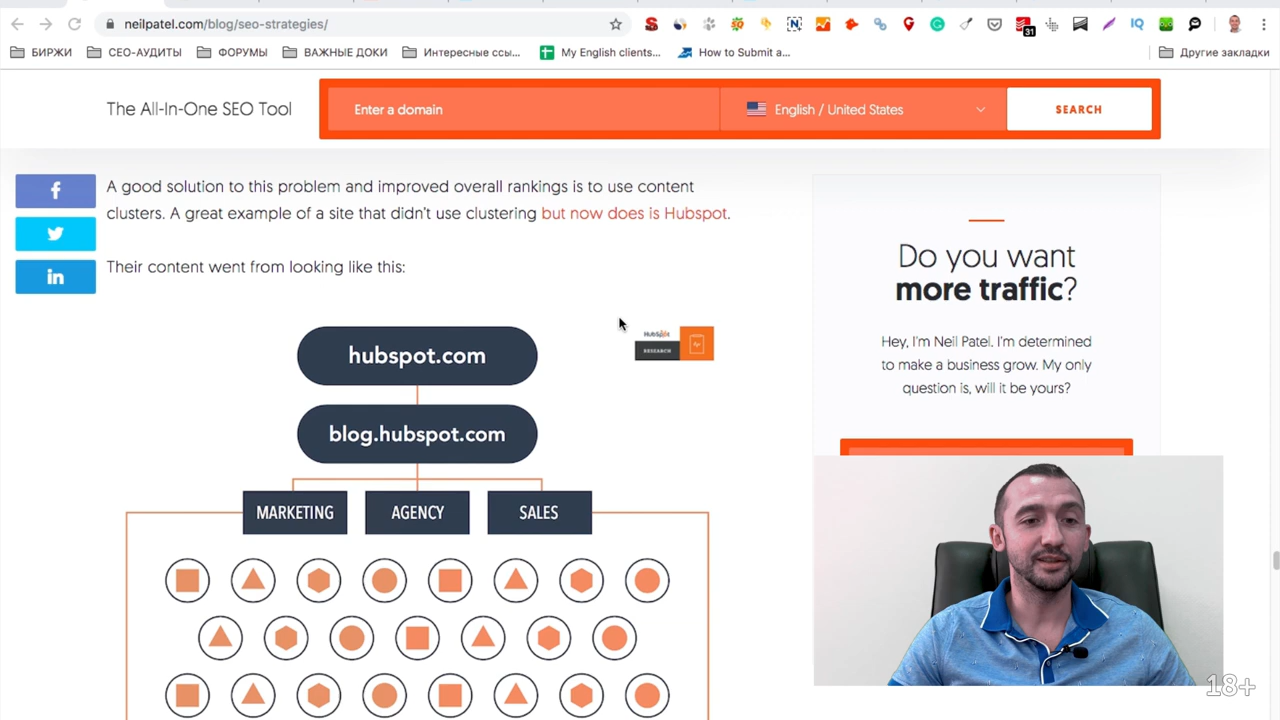 neilpatel.com/blog/seo-strategies/
31
БИРЖИ
СЕО-АУДИТЫ
ФОРУМЫ
ВАЖНЫЕ ДОКИ
Интересные ссы...
My English clients...
How to Submit a...
Другие закладки
The All-In-One SEO Tool
Enter a domain
English / United States
SEARCH
A good solution to this problem and improved overall rankings is to use content
clusters. A great example of a site that didn't use clustering but now does is Hubspot.
Their content went from looking like this:
HubSpot
RESEARCH
hubspot.com
blog.hubspot.com
MARKETING
AGENCY
SALES
Do you want
more traffic?
Hey, I'm Neil Patel. I'm determined
to make a business grow. My only
question is, will it be yours?
18+